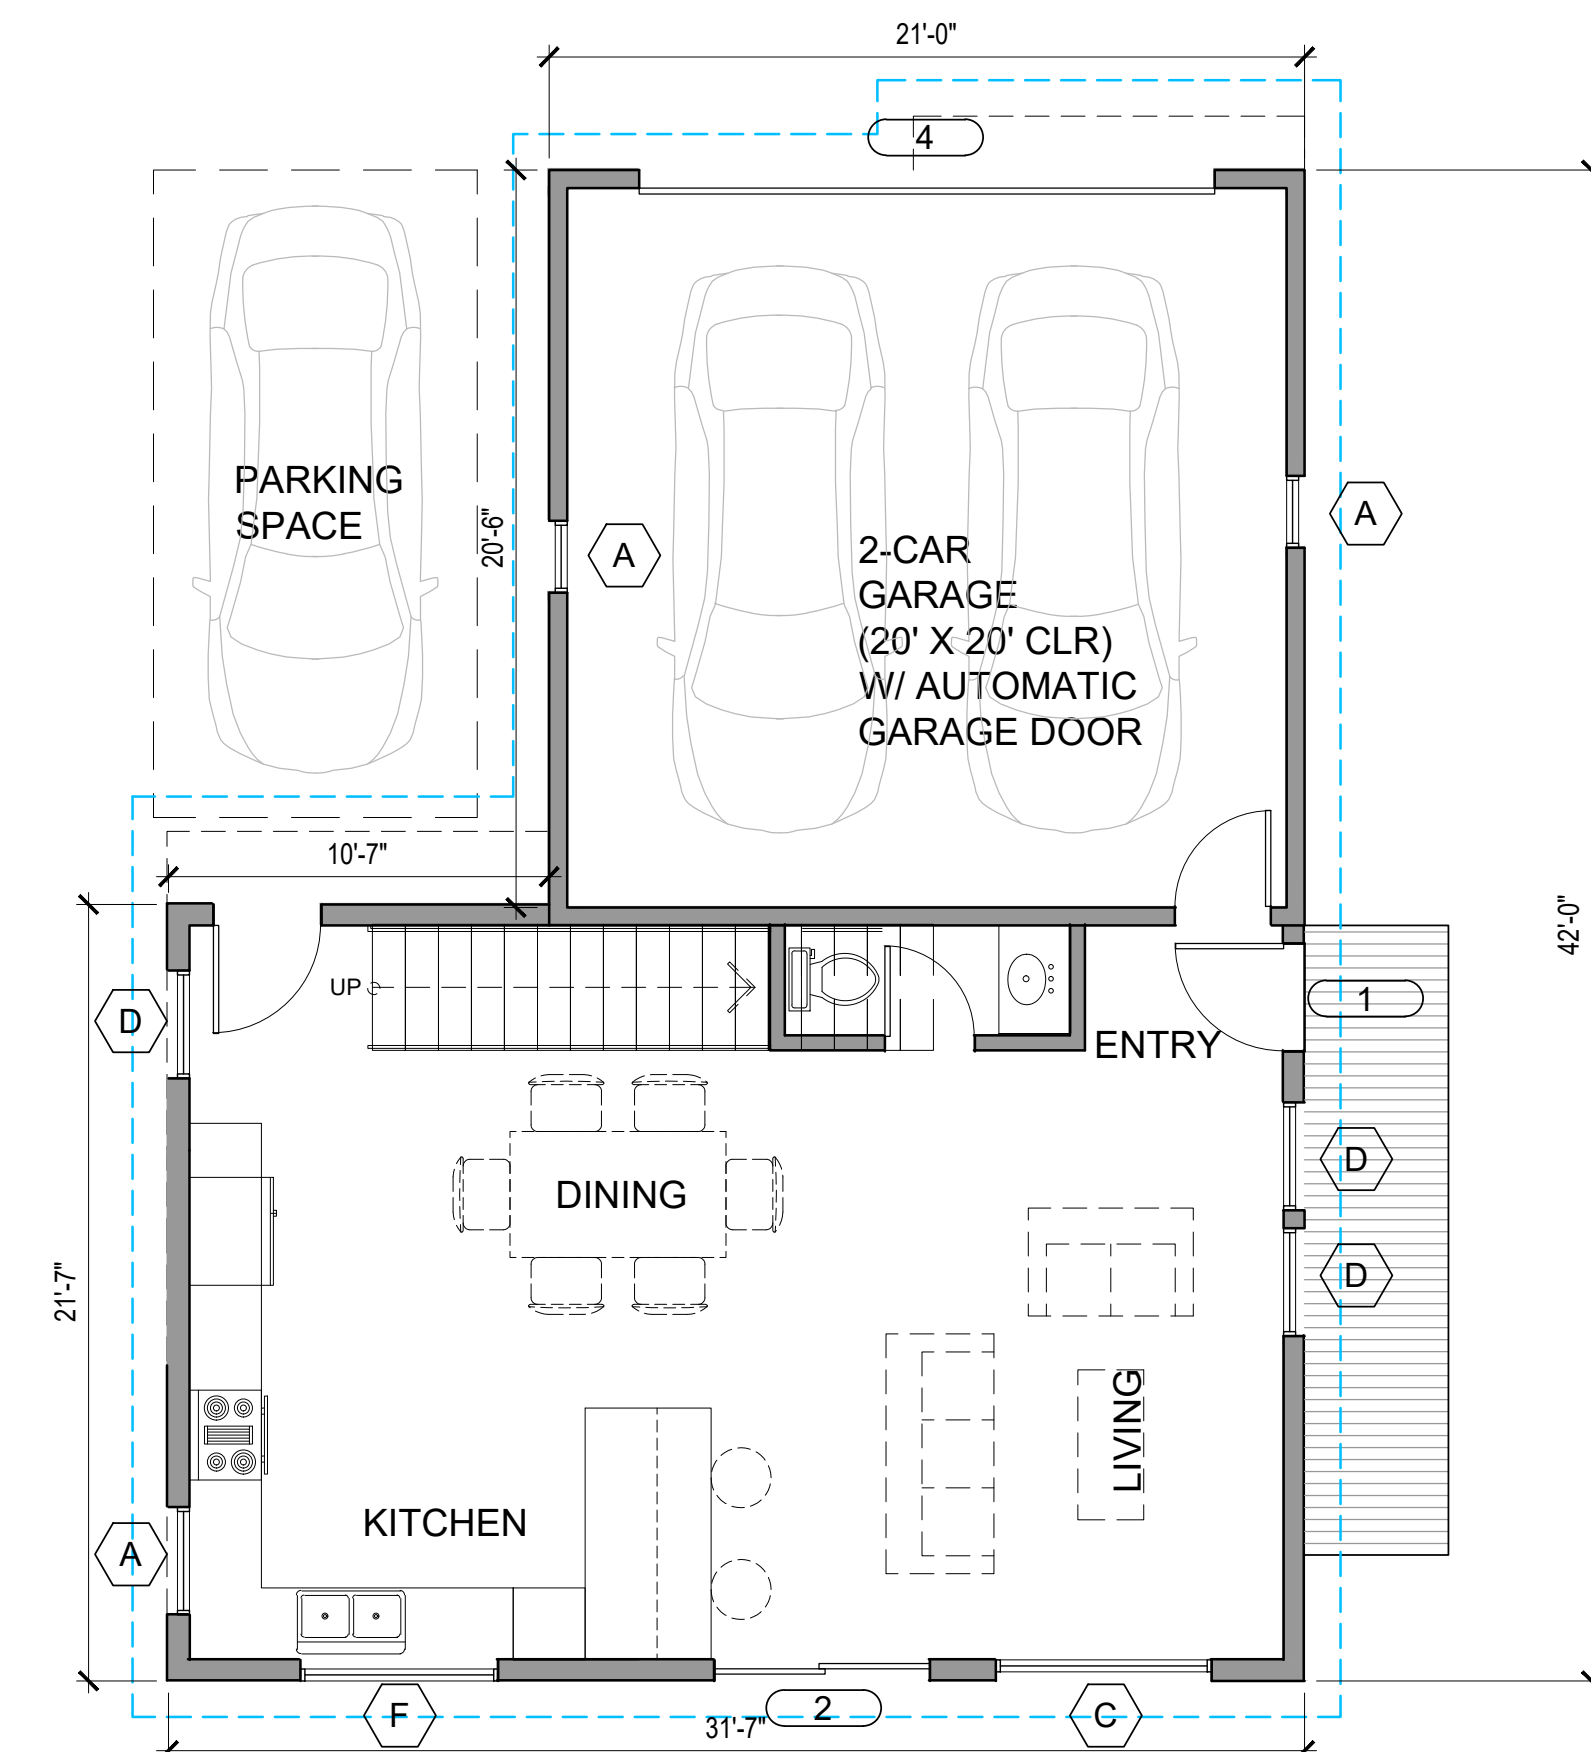 21'-0"
4
PARKING
SPACE
20'-6"
A
A
2-CAR
GARAGE
(20' X 20' CLR)
W/ AUTOMATIC
GARAGE DOOR
10'-7"
42'-0"
UP
D
1
ENTRY
D
DINING
D
21'-7"
LIVING
KITCHEN
A
F
2
C
31'-7"